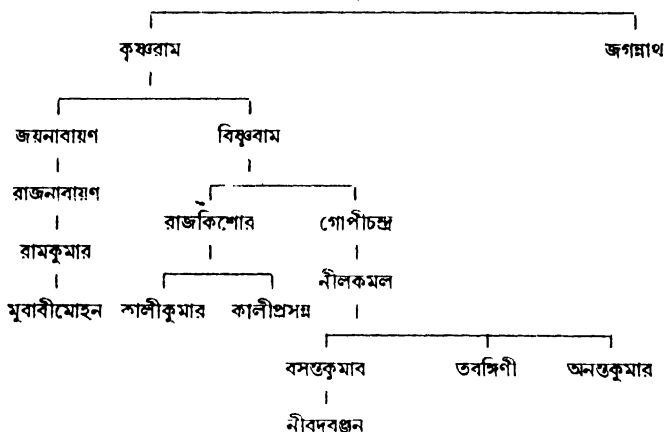 কৃষ্ণরাম জগন্নাথ
জয়নাবায়ণ বিষ্ণুবাম
রাজনাবায়ণ রাজকিশোর গোপীচন্দ্র
রামকুমার নীলকমল
মুবাবীমোহন কালীকুমার কালীপ্রসন্ন
বসন্তকুমাব তবঙ্গিণী অনন্তকুমার
নীবদবঞ্জন